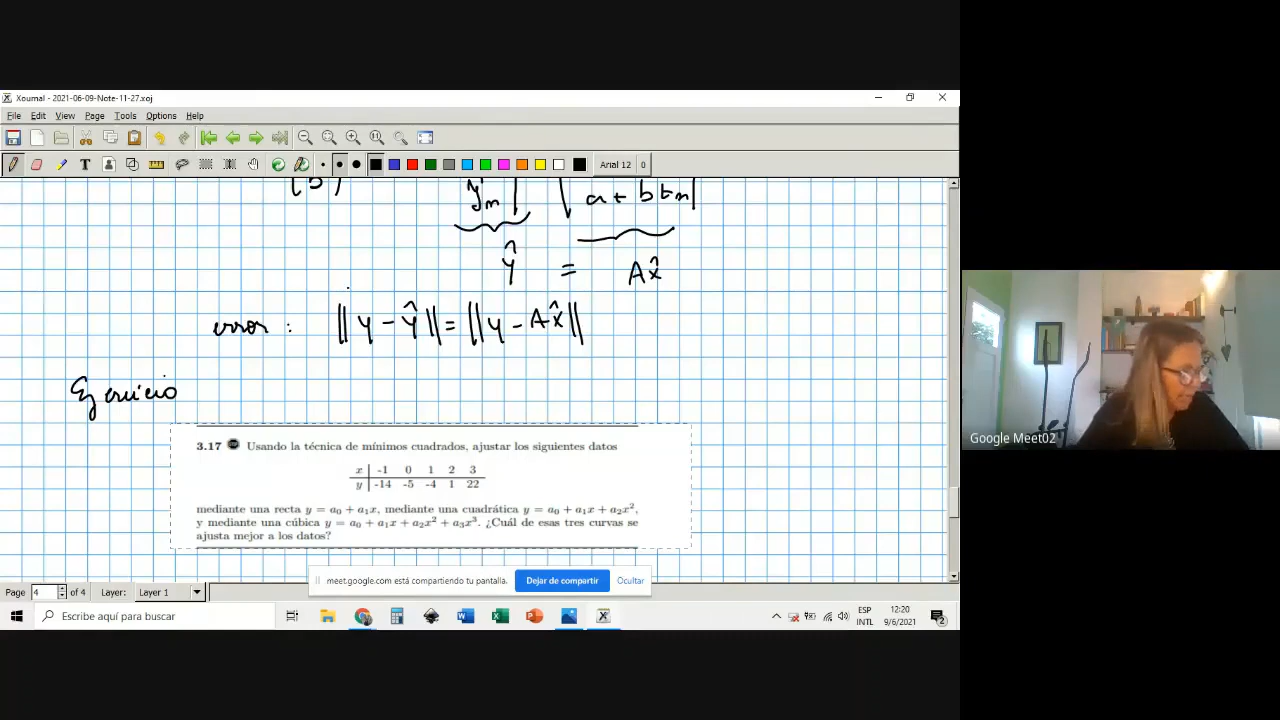 Xournal - 2021-06-09-Note-11-27.xoj
File Edit View Page Tools Options Help
Arial 12 0
(b)
yn | a + b tn
Ŷ = Ax̂
error : || y - ŷ || = || y - Ax̂ ||
Ejercicio
3.17 Usando la técnica de mínimos cuadrados, ajustar los siguientes datos
x -1 0 1 2 3
y -14 -5 -4 1 22
mediante una recta y = a₀ + a₁x, mediante una cuadrática y = a₀ + a₁x + a₂x²,
y mediante una cúbica y = a₀ + a₁x + a₂x² + a₃x³. ¿Cuál de esas tres curvas se
ajusta mejor a los datos?
Google Meet02
meet.google.com está compartiendo tu pantalla. Dejar de compartir Ocultar
Page 4 of 4 Layer: Layer 1
Escribe aquí para buscar
ESP 12:20
INTL 9/6/2021 2